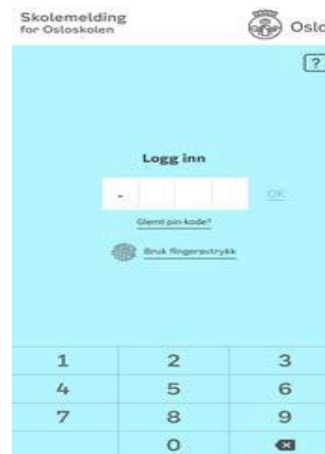 Skolemelding
for Osloskolen
Oslo
?
Logg inn
-
OK
Glemt pin-kode?
Bruk fingeravtrykk
1 2 3
4 5 6
7 8 9
0